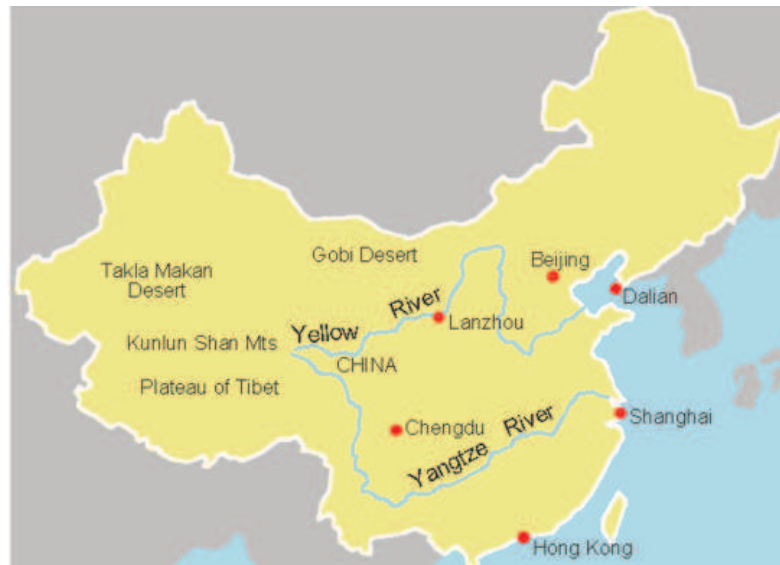 Gobi Desert
Beijing
Takla Makan
Desert
Dalian
Yellow River
Lanzhou
Kunlun Shan Mts
CHINA
Plateau of Tibet
Chengdu
Shanghai
Yangtze River
Hong Kong